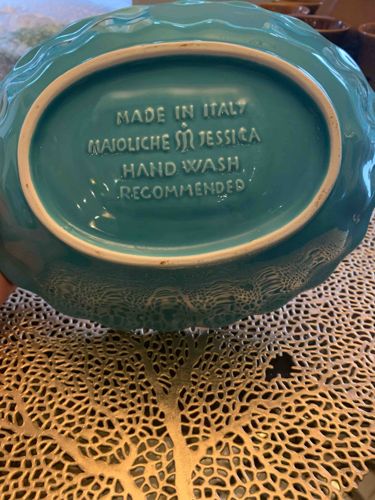 MADE IN ITALY
MAIOLICHE JESSICA
HAND WASH
RECOMMENDED